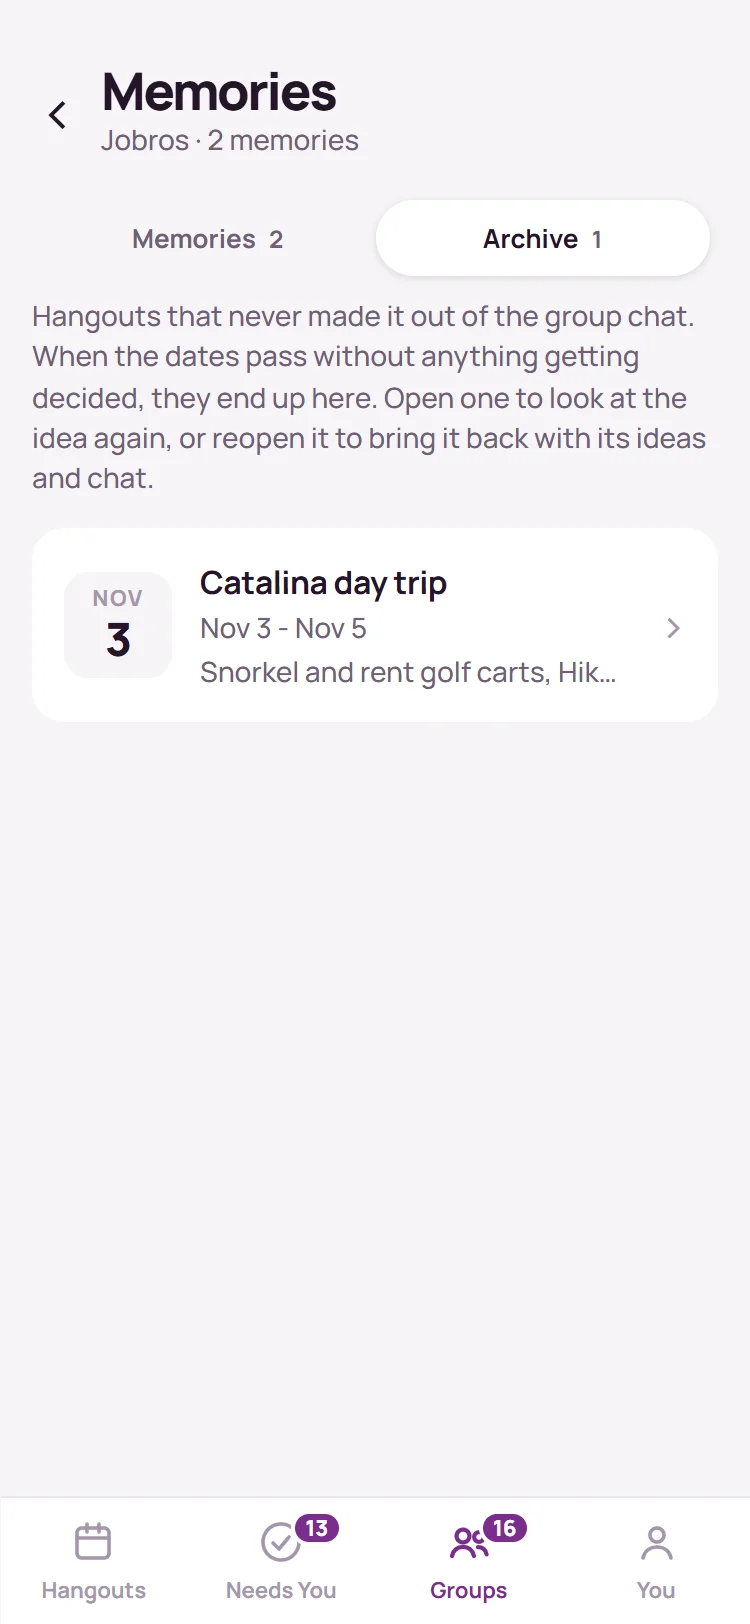 Memories
Jobros · 2 memories
Memories 2
Archive 1
Hangouts that never made it out of the group chat.
When the dates pass without anything getting
decided, they end up here. Open one to look at the
idea again, or reopen it to bring it back with its ideas
and chat.
NOV
3
Catalina day trip
Nov 3 - Nov 5
Snorkel and rent golf carts, Hik...
13
16
Hangouts
Needs You
Groups
You